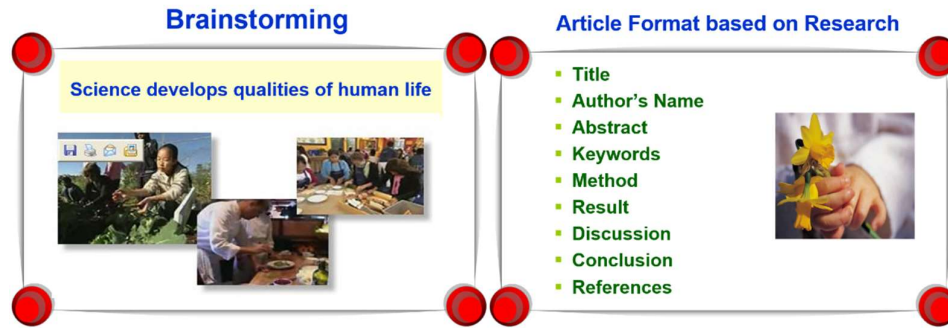 Brainstorming
Science develops qualities of human life
Article Format based on Research
Title
Author's Name
Abstract
Keywords
Method
Result
Discussion
Conclusion
References